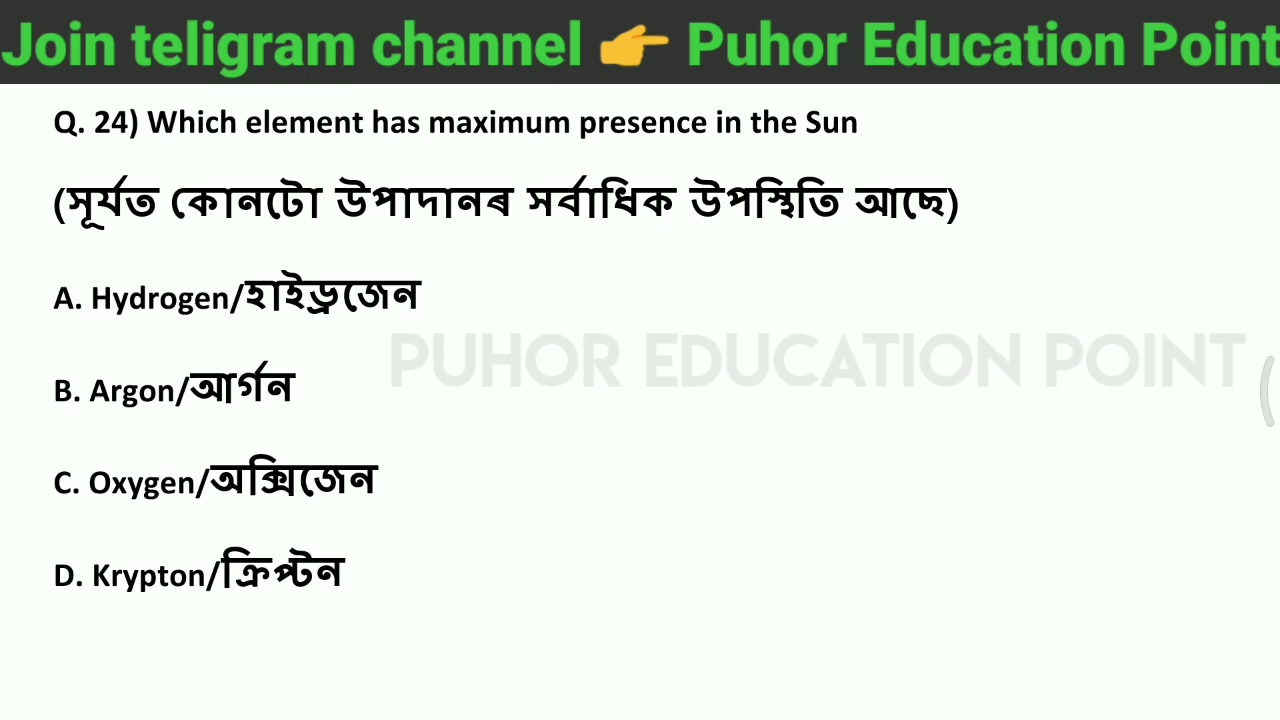 Join teligram channel 👉 Puhor Education Point
Q. 24) Which element has maximum presence in the Sun
(সূৰ্যত কোনটো উপাদানৰ সৰ্বাধিক উপস্থিতি আছে)
A. Hydrogen/হাইড্ৰজেন
PUHOR EDUCATION POINT
B. Argon/আৰ্গন
C. Oxygen/অক্সিজেন
D. Krypton/ক্ৰিপ্টন